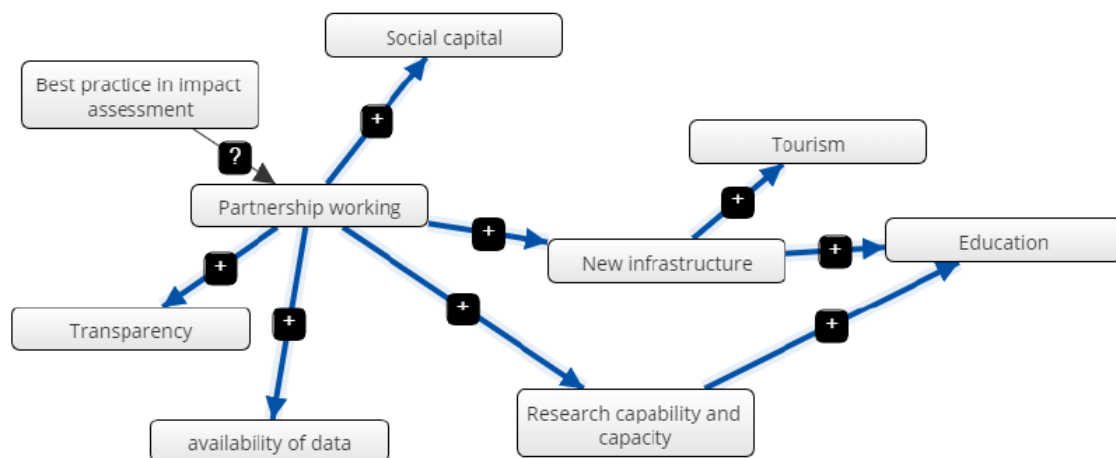 Social capital
Best practice in impact
assessment
+
Tourism
?
Partnership working
+
+
Education
+
New infrastructure
+
+
+
Transparency
+
+
Research capability and
capacity
availability of data